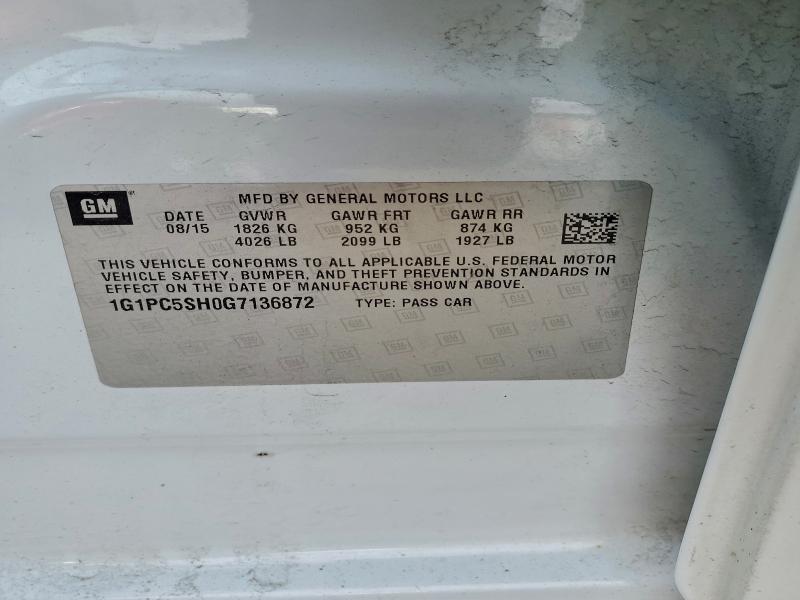 GM
MFD BY GENERAL MOTORS LLC
DATE GVWR GAWR FRT GAWR RR
08/15 1826 KG 952 KG 874 KG
4026 LB 2099 LB 1927 LB
THIS VEHICLE CONFORMS TO ALL APPLICABLE U.S. FEDERAL MOTOR
VEHICLE SAFETY, BUMPER, AND THEFT PREVENTION STANDARDS IN
EFFECT ON THE DATE OF MANUFACTURE SHOWN ABOVE.
1G1PC5SH0G7136872 TYPE: PASS CAR